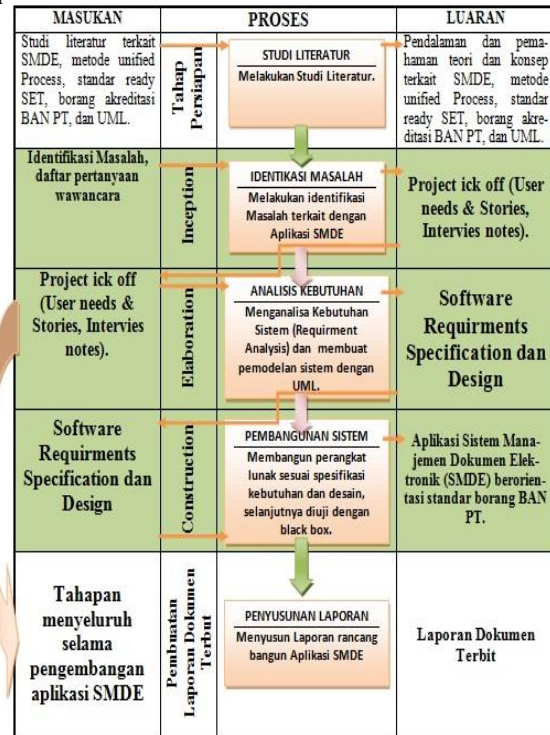 MASUKAN
PROSES
LUARAN
Studi literatur terkait
SMDE, metode unified
Process, standar ready
SET, borang akreditasi
BAN PT, dan UML.
Tahap
Persiapan
STUDI LITERATUR
Melakukan Studi Literatur.
Pendalaman dan pema-
haman teori dan konsep
terkait SMDE, metode
unified Process, standar
ready SET, borang akre-
ditasi BAN PT, dan UML.
Identifikasi Masalah,
daftar pertanyaan
wawancara
Inception
IDENTIKASI MASALAH
Melakukan identifikasi
Masalah terkait dengan
Aplikasi SMDE
Project ick off (User
needs & Stories,
Intervies notes).
Project ick off
(User needs &
Stories, Intervies
notes).
Elaboration
ANALISIS KEBUTUHAN
Menganalisa Kebutuhan
Sistem (Requirment
Analysis) dan membuat
pemodelan sistem dengan
UML.
Software
Requirments
Specification dan
Design
Software
Requirments
Specification dan
Design
Construction
PEMBANGUNAN SISTEM
Membangun perangkat
lunak sesuai spesifikasi
kebutuhan dan desain,
selanjutnya diuji dengan
black box.
Aplikasi Sistem Mana-
jemen Dokumen Elek-
tronik (SMDE) berorien-
tasi standar borang BAN
PT.
Tahapan
menyeluruh
selama
pengembangan
aplikasi SMDE
Pembuatan
Laporan Dokumen
Terbut
PENYUSUNAN LAPORAN
Menyusun Laporan rancang
bangun Aplikasi SMDE
Laporan Dokumen
Terbit